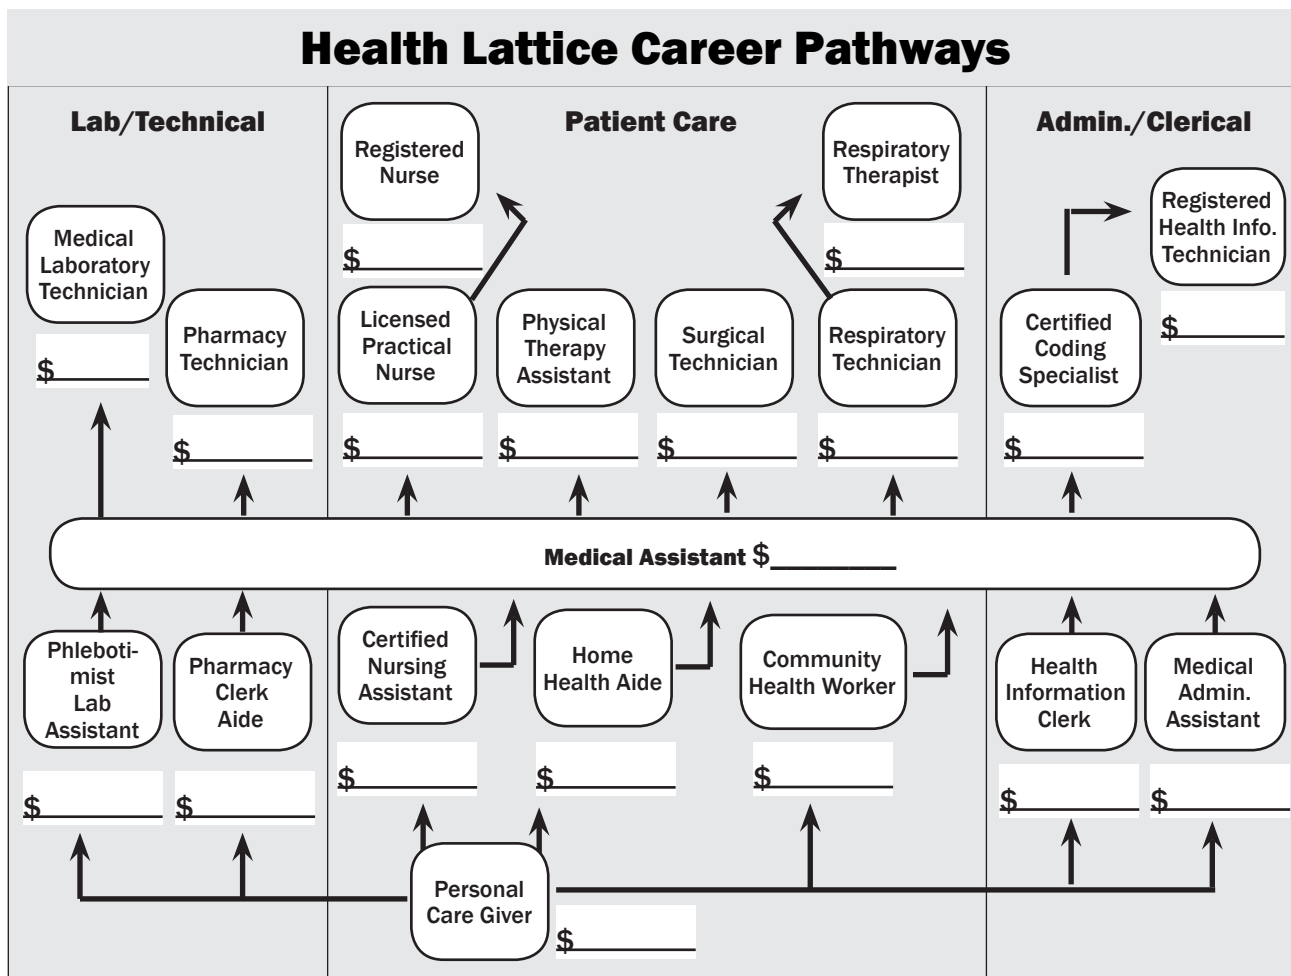 Health Lattice Career Pathways
Lab/Technical
Patient Care
Admin./Clerical
Registered
Nurse
$
Respiratory
Therapist
$
Registered
Health Info.
Technician
$
Medical
Laboratory
Technician
$
Pharmacy
Technician
$
Licensed
Practical
Nurse
$
Physical
Therapy
Assistant
$
Surgical
Technician
$
Respiratory
Technician
$
Certified
Coding
Specialist
$
Medical Assistant $
Phleboti-
mist
Lab
Assistant
$
Pharmacy
Clerk
Aide
$
Certified
Nursing
Assistant
$
Home
Health Aide
$
Community
Health Worker
$
Health
Information
Clerk
$
Medical
Admin.
Assistant
$
Personal
Care Giver
$